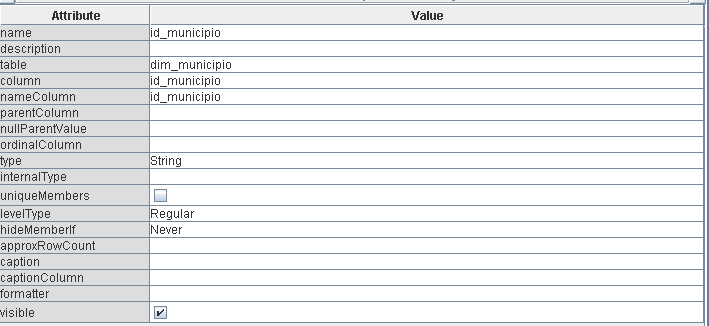 Attribute Value
name id_municipio
description
table dim_municipio
column id_municipio
nameColumn id_municipio
parentColumn
nullParentValue
ordinalColumn
type String
internalType
uniqueMembers
levelType Regular
hideMemberIf Never
approxRowCount
caption
captionColumn
formatter
visible